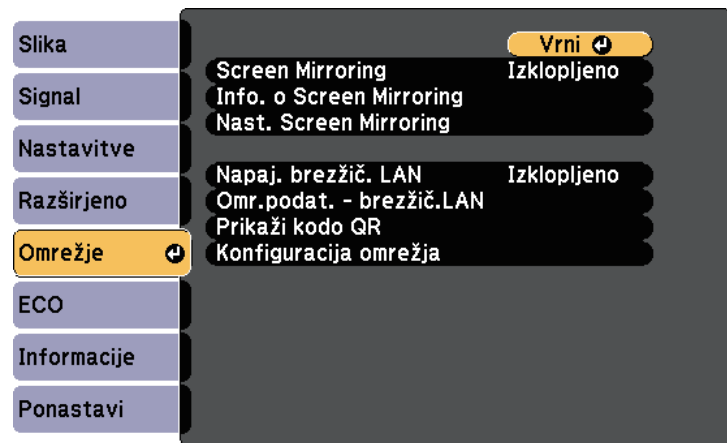 Slika
Signal
Nastavitve
Razširjeno
Omrežje
ECO
Informacije
Ponastavi
Vrni
Screen Mirroring Izklopljeno
Info. o Screen Mirroring
Nast. Screen Mirroring
Napaj. brezžič. LAN Izklopljeno
Omr.podat. - brezžič.LAN
Prikaži kodo QR
Konfiguracija omrežja